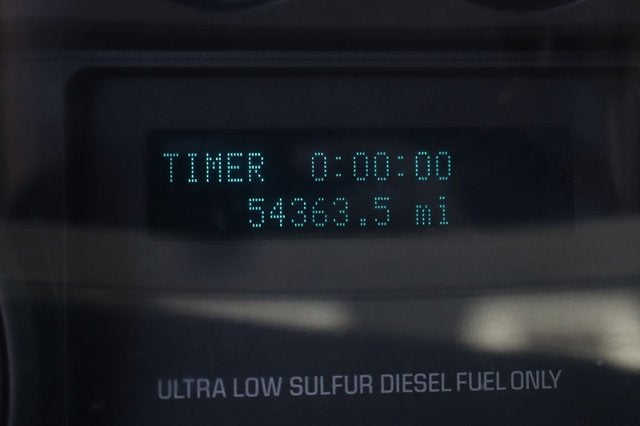 TIMER 0:00:00
54363.5 mi
ULTRA LOW SULFUR DIESEL FUEL ONLY